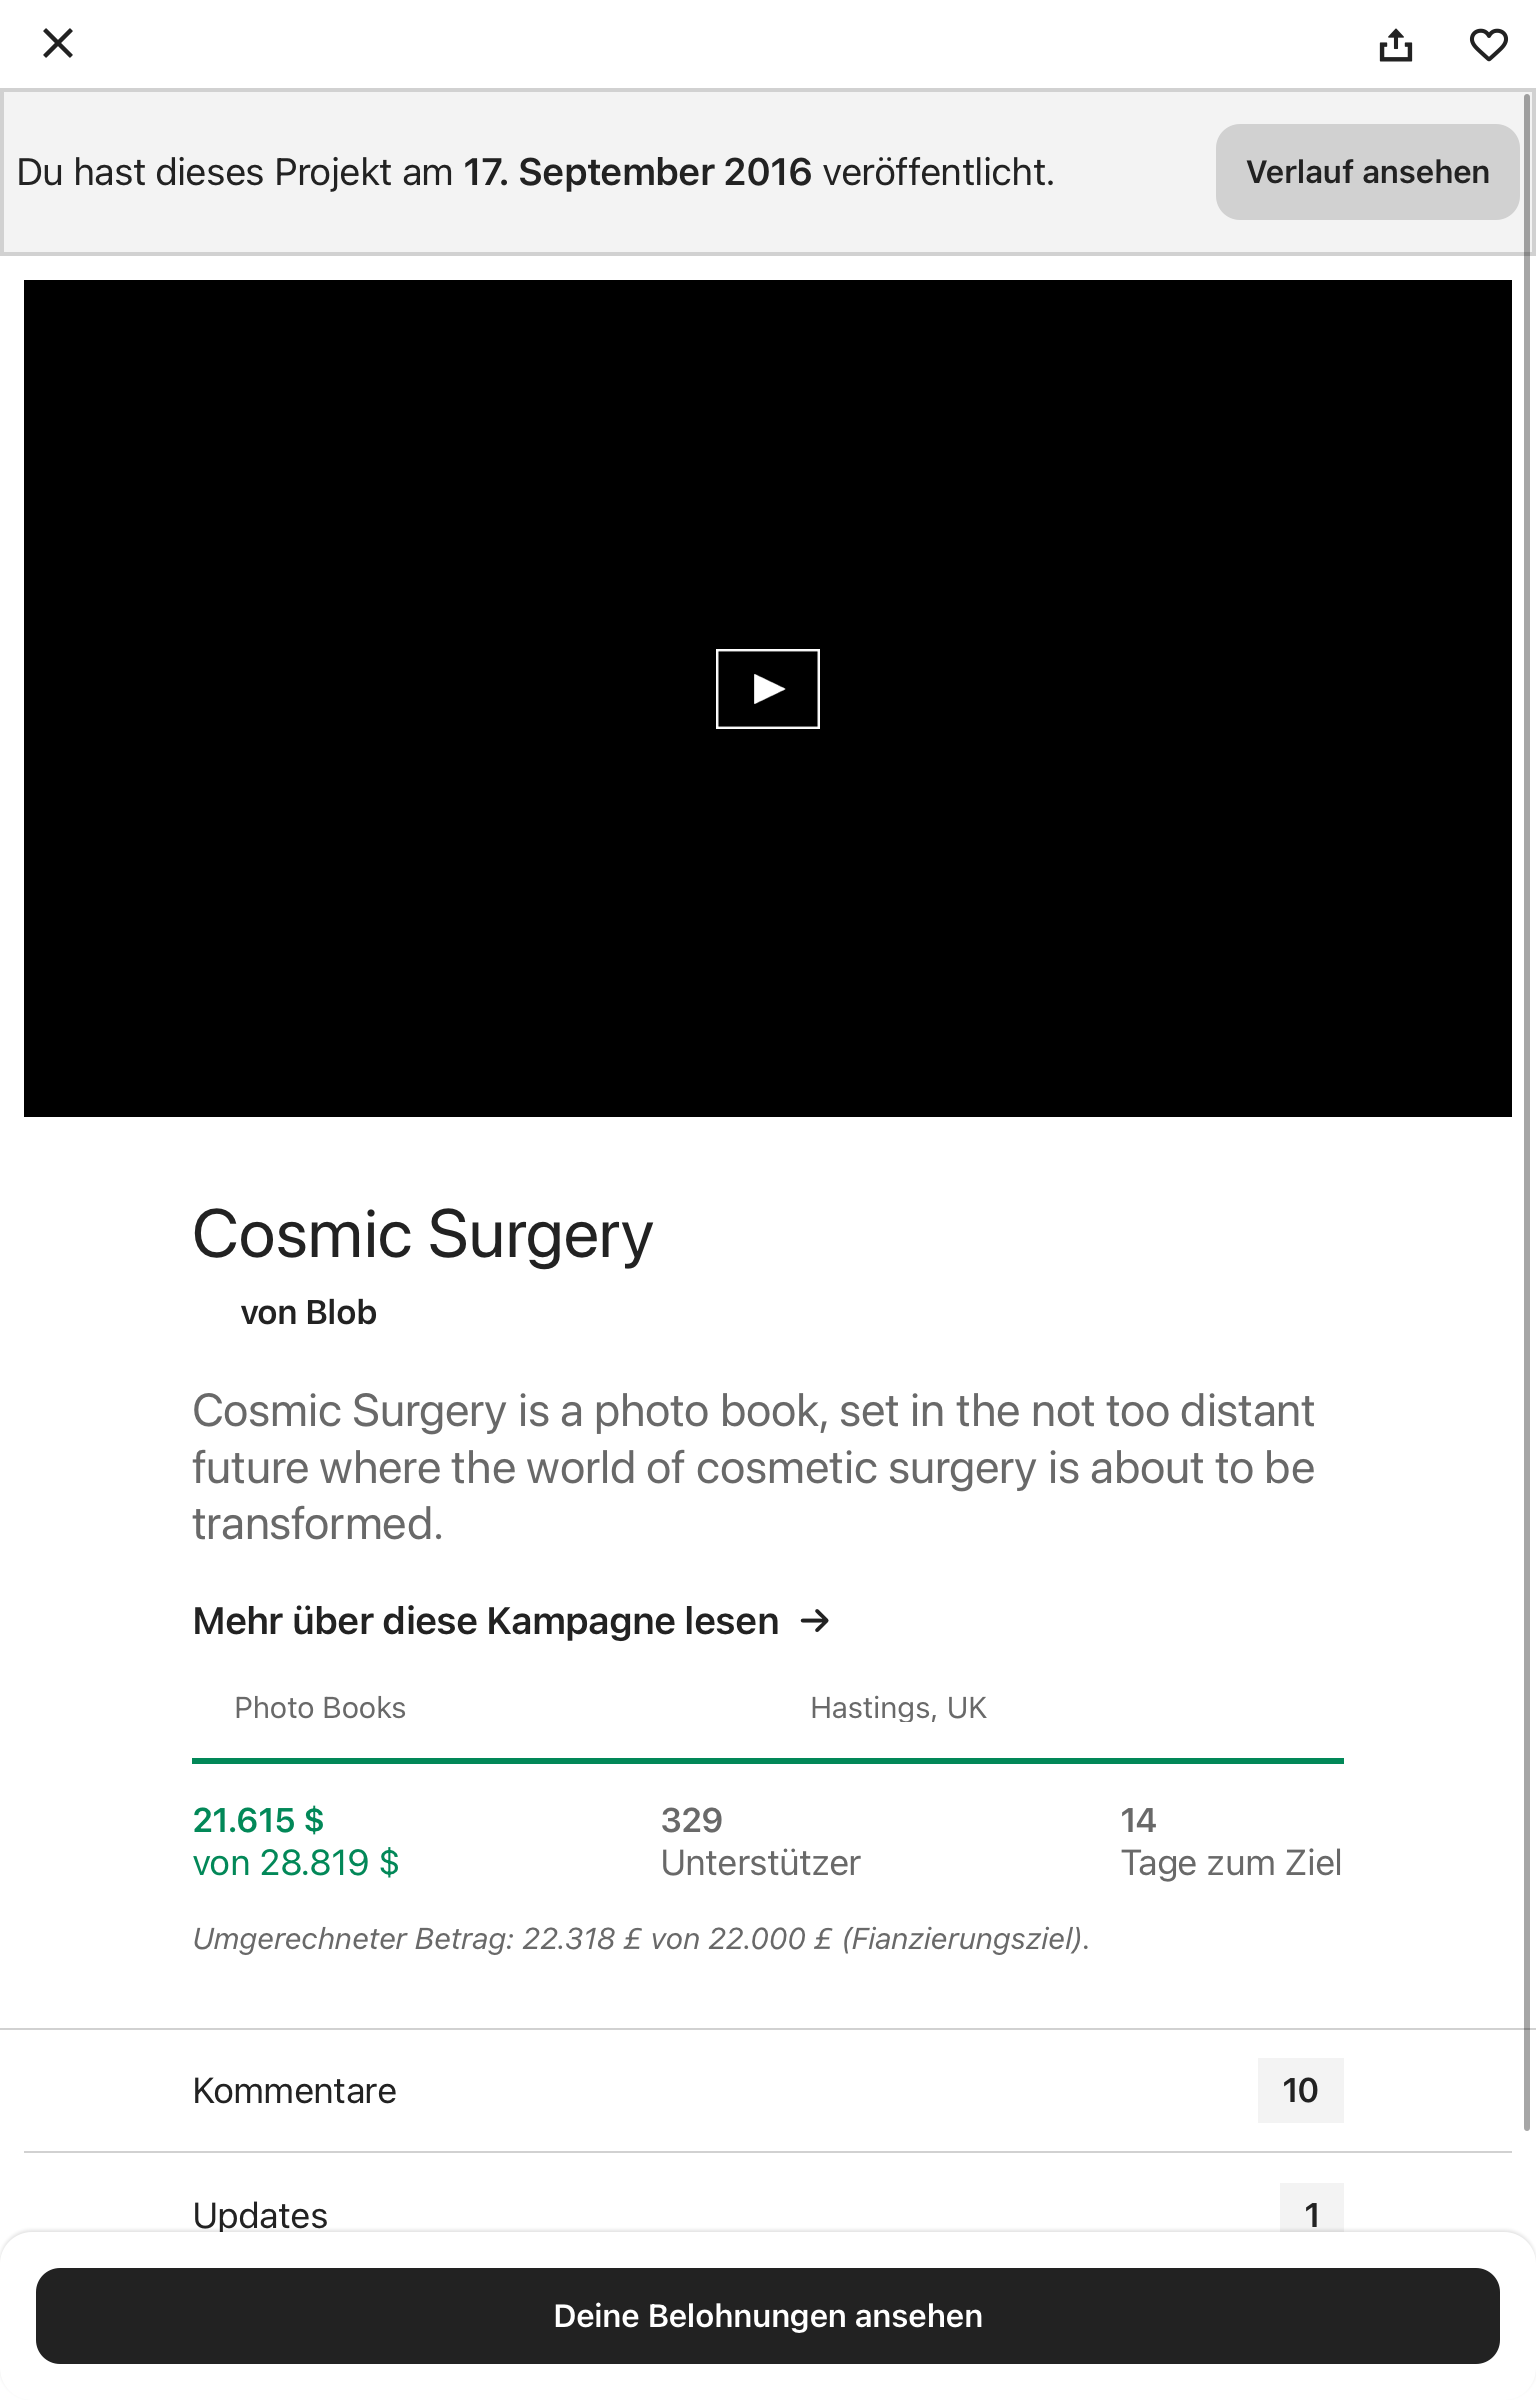 Du hast dieses Projekt am 17. September 2016 veröffentlicht.
Verlauf ansehen
Cosmic Surgery
von Blob
Cosmic Surgery is a photo book, set in the not too distant
future where the world of cosmetic surgery is about to be
transformed.
Mehr über diese Kampagne lesen →
Photo Books
Hastings, UK
21.615 $
von 28.819 $
329
Unterstützer
14
Tage zum Ziel
Umgerechneter Betrag: 22.318 £ von 22.000 £ (Fianzierungsziel).
Kommentare
10
Updates
1
Deine Belohnungen ansehen